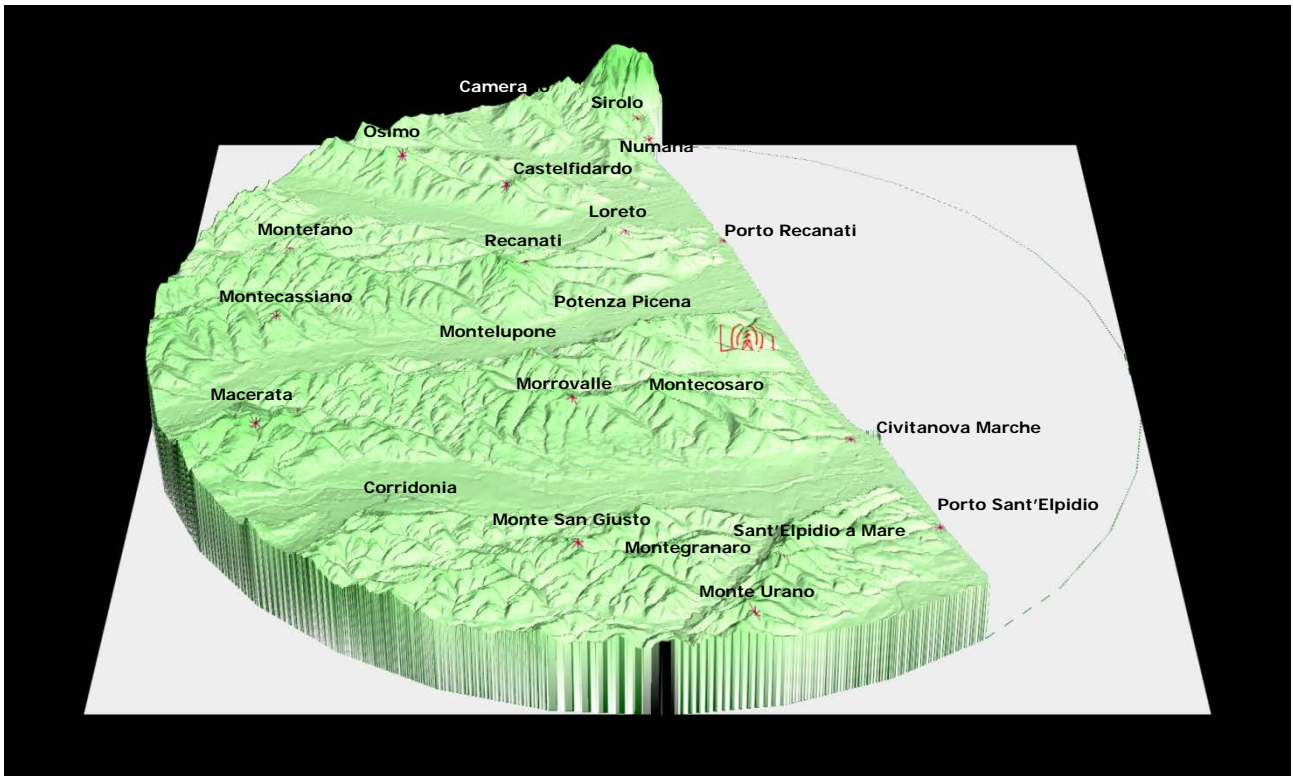 Camerano
Sirolo
Osimo
Numana
Castelfidardo
Loreto
Montefano
Porto Recanati
Recanati
Montecassiano
Potenza Picena
Montelupone
Morrovalle
Montecosaro
Macerata
Civitanova Marche
Corridonia
Porto Sant'Elpidio
Monte San Giusto
Sant'Elpidio a Mare
Montegranaro
Monte Urano